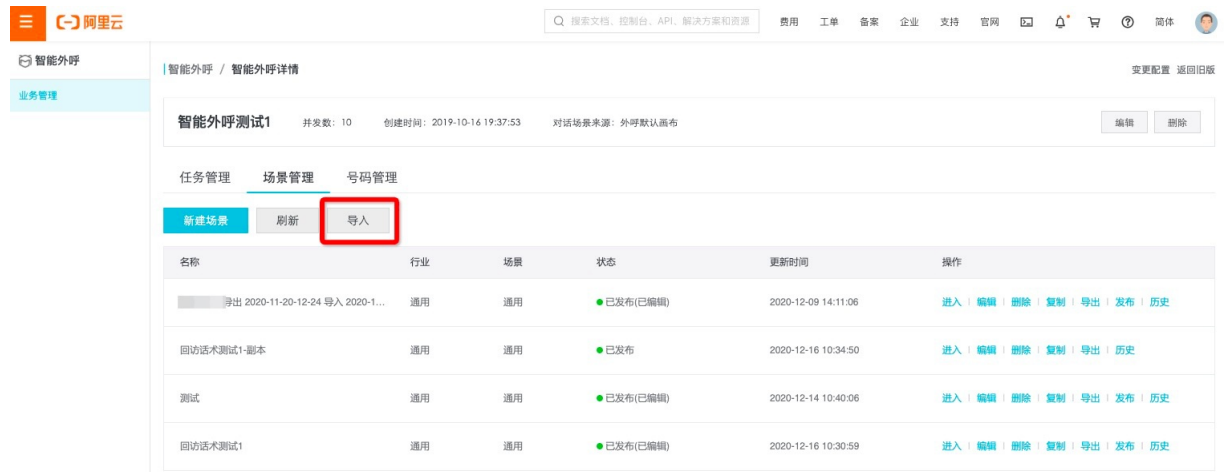 阿里云 搜索文档、控制台、API、解决方案和资源 费用 工单 备案 企业 支持 官网 简体
智能外呼
业务管理
智能外呼 / 智能外呼详情 变更配置 返回旧版
智能外呼测试1 并发数: 10 创建时间: 2019-10-16 19:37:53 对话场景来源: 外呼默认画布 编辑 删除
任务管理 场景管理 号码管理
新建场景 刷新 导入
名称 行业 场景 状态 更新时间 操作
导出 2020-11-20-12-24 导入 2020-1... 通用 通用 已发布(已编辑) 2020-12-09 14:11:06 进入 编辑 删除 复制 导出 发布 历史
回访话术测试1-副本 通用 通用 已发布 2020-12-16 10:34:50 进入 编辑 删除 复制 导出 历史
测试 通用 通用 已发布(已编辑) 2020-12-14 10:40:06 进入 编辑 删除 复制 导出 发布 历史
回访话术测试1 通用 通用 已发布(已编辑) 2020-12-16 10:30:59 进入 编辑 删除 复制 导出 发布 历史